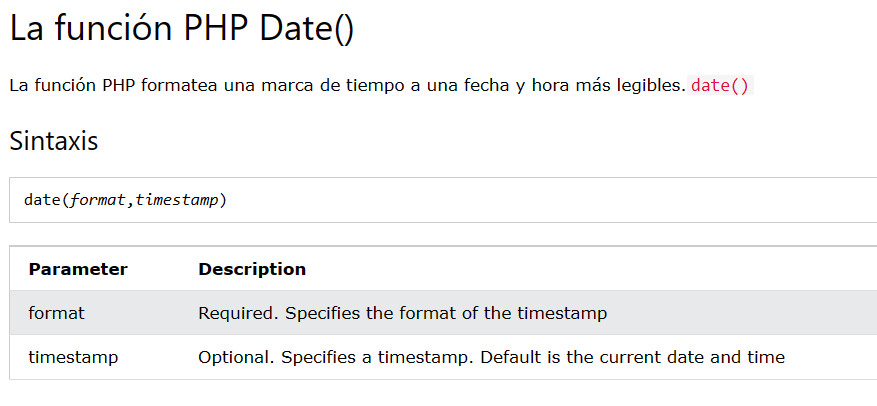 La función PHP Date()
La función PHP formatea una marca de tiempo a una fecha y hora más legibles. date()
Sintaxis
date(format,timestamp)
Parameter Description
format Required. Specifies the format of the timestamp
timestamp Optional. Specifies a timestamp. Default is the current date and time